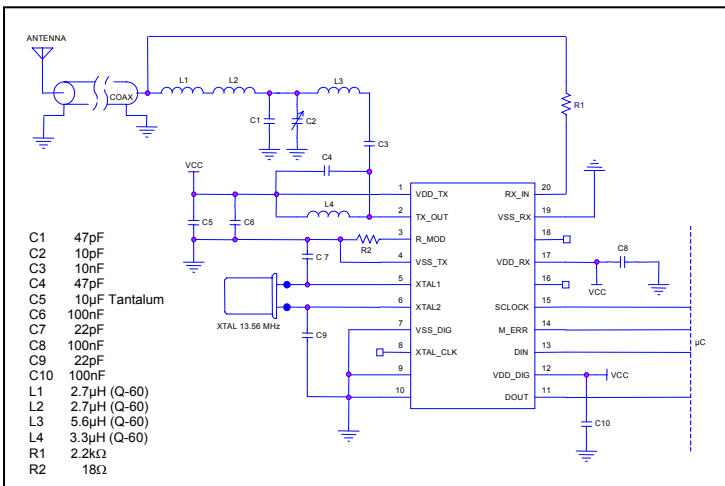 ANTENNA
COAX
L1
L2
L3
C1
C2
C3
R1
C4
L4
VCC
C5
C6
R2
C 7
C9
XTAL 13.56 MHz
1 VDD_TX
2 TX_OUT
3 R_MOD
4 VSS_TX
5 XTAL1
6 XTAL2
7 VSS_DIG
8 XTAL_CLK
9
10
RX_IN 20
VSS_RX 19
18
VDD_RX 17
16
SCLOCK 15
M_ERR 14
DIN 13
VDD_DIG 12
DOUT 11
C8
VCC
µC
VCC
C10
C1 47pF
C2 10pF
C3 10nF
C4 47pF
C5 10µF Tantalum
C6 100nF
C7 22pF
C8 100nF
C9 22pF
C10 100nF
L1 2.7µH (Q-60)
L2 2.7µH (Q-60)
L3 5.6µH (Q-60)
L4 3.3µH (Q-60)
R1 2.2kΩ
R2 18Ω